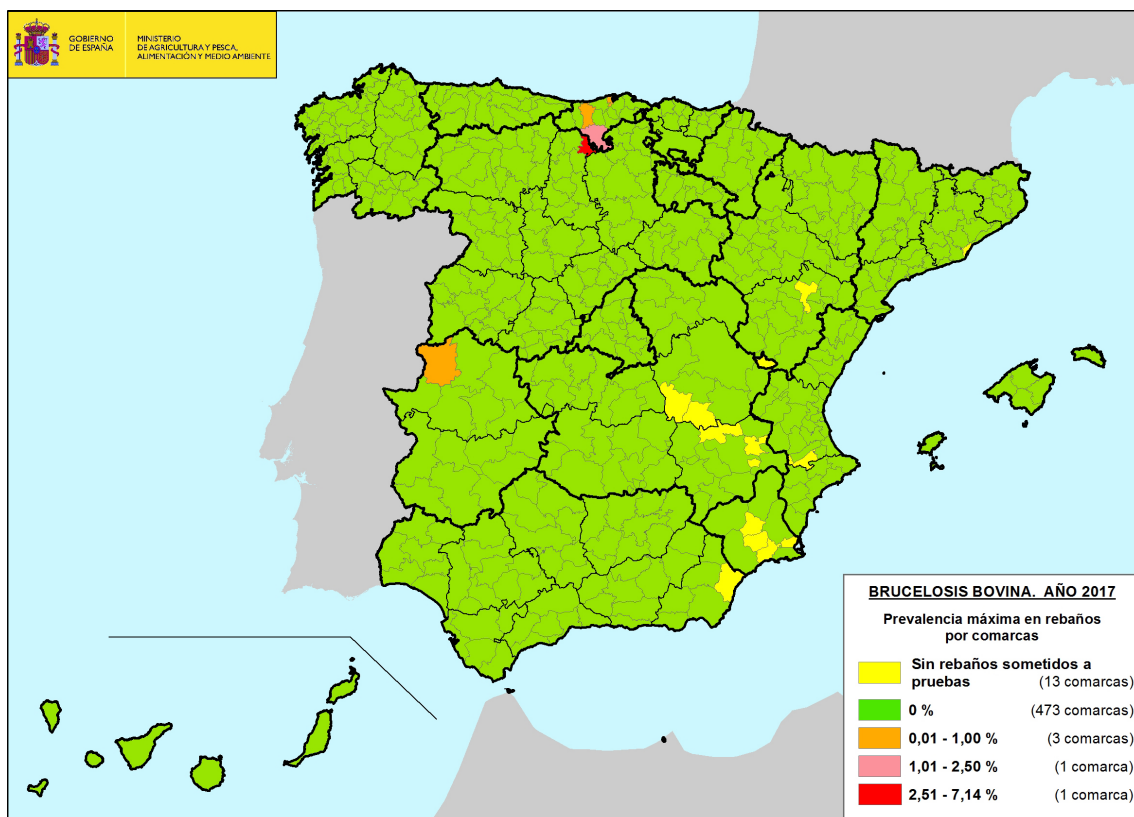 GOBIERNO
DE ESPAÑA
MINISTERIO
DE AGRICULTURA Y PESCA,
ALIMENTACIÓN Y MEDIO AMBIENTE
BRUCELOSIS BOVINA. AÑO 2017
Prevalencia máxima en rebaños
por comarcas
Sin rebaños sometidos a
pruebas (13 comarcas)
0 % (473 comarcas)
0,01 - 1,00 % (3 comarcas)
1,01 - 2,50 % (1 comarca)
2,51 - 7,14 % (1 comarca)